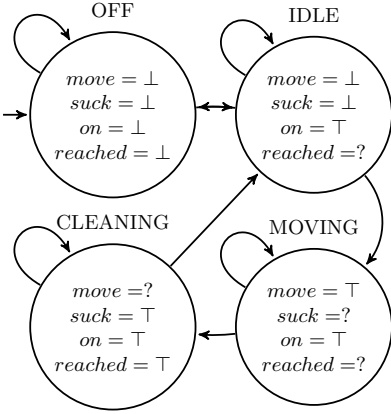 OFF
move = ⊥
suck = ⊥
on = ⊥
reached = ⊥
IDLE
move = ⊥
suck = ⊥
on = ⊤
reached =?
CLEANING
move =?
suck = ⊤
on = ⊤
reached = ⊤
MOVING
move = ⊤
suck =?
on = ⊤
reached =?